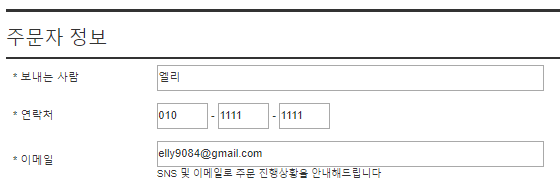 주문자 정보
* 보내는 사람 엘리
* 연락처 010 - 1111 - 1111
* 이메일 elly9084@gmail.com
SNS 및 이메일로 주문 진행상황을 안내해드립니다